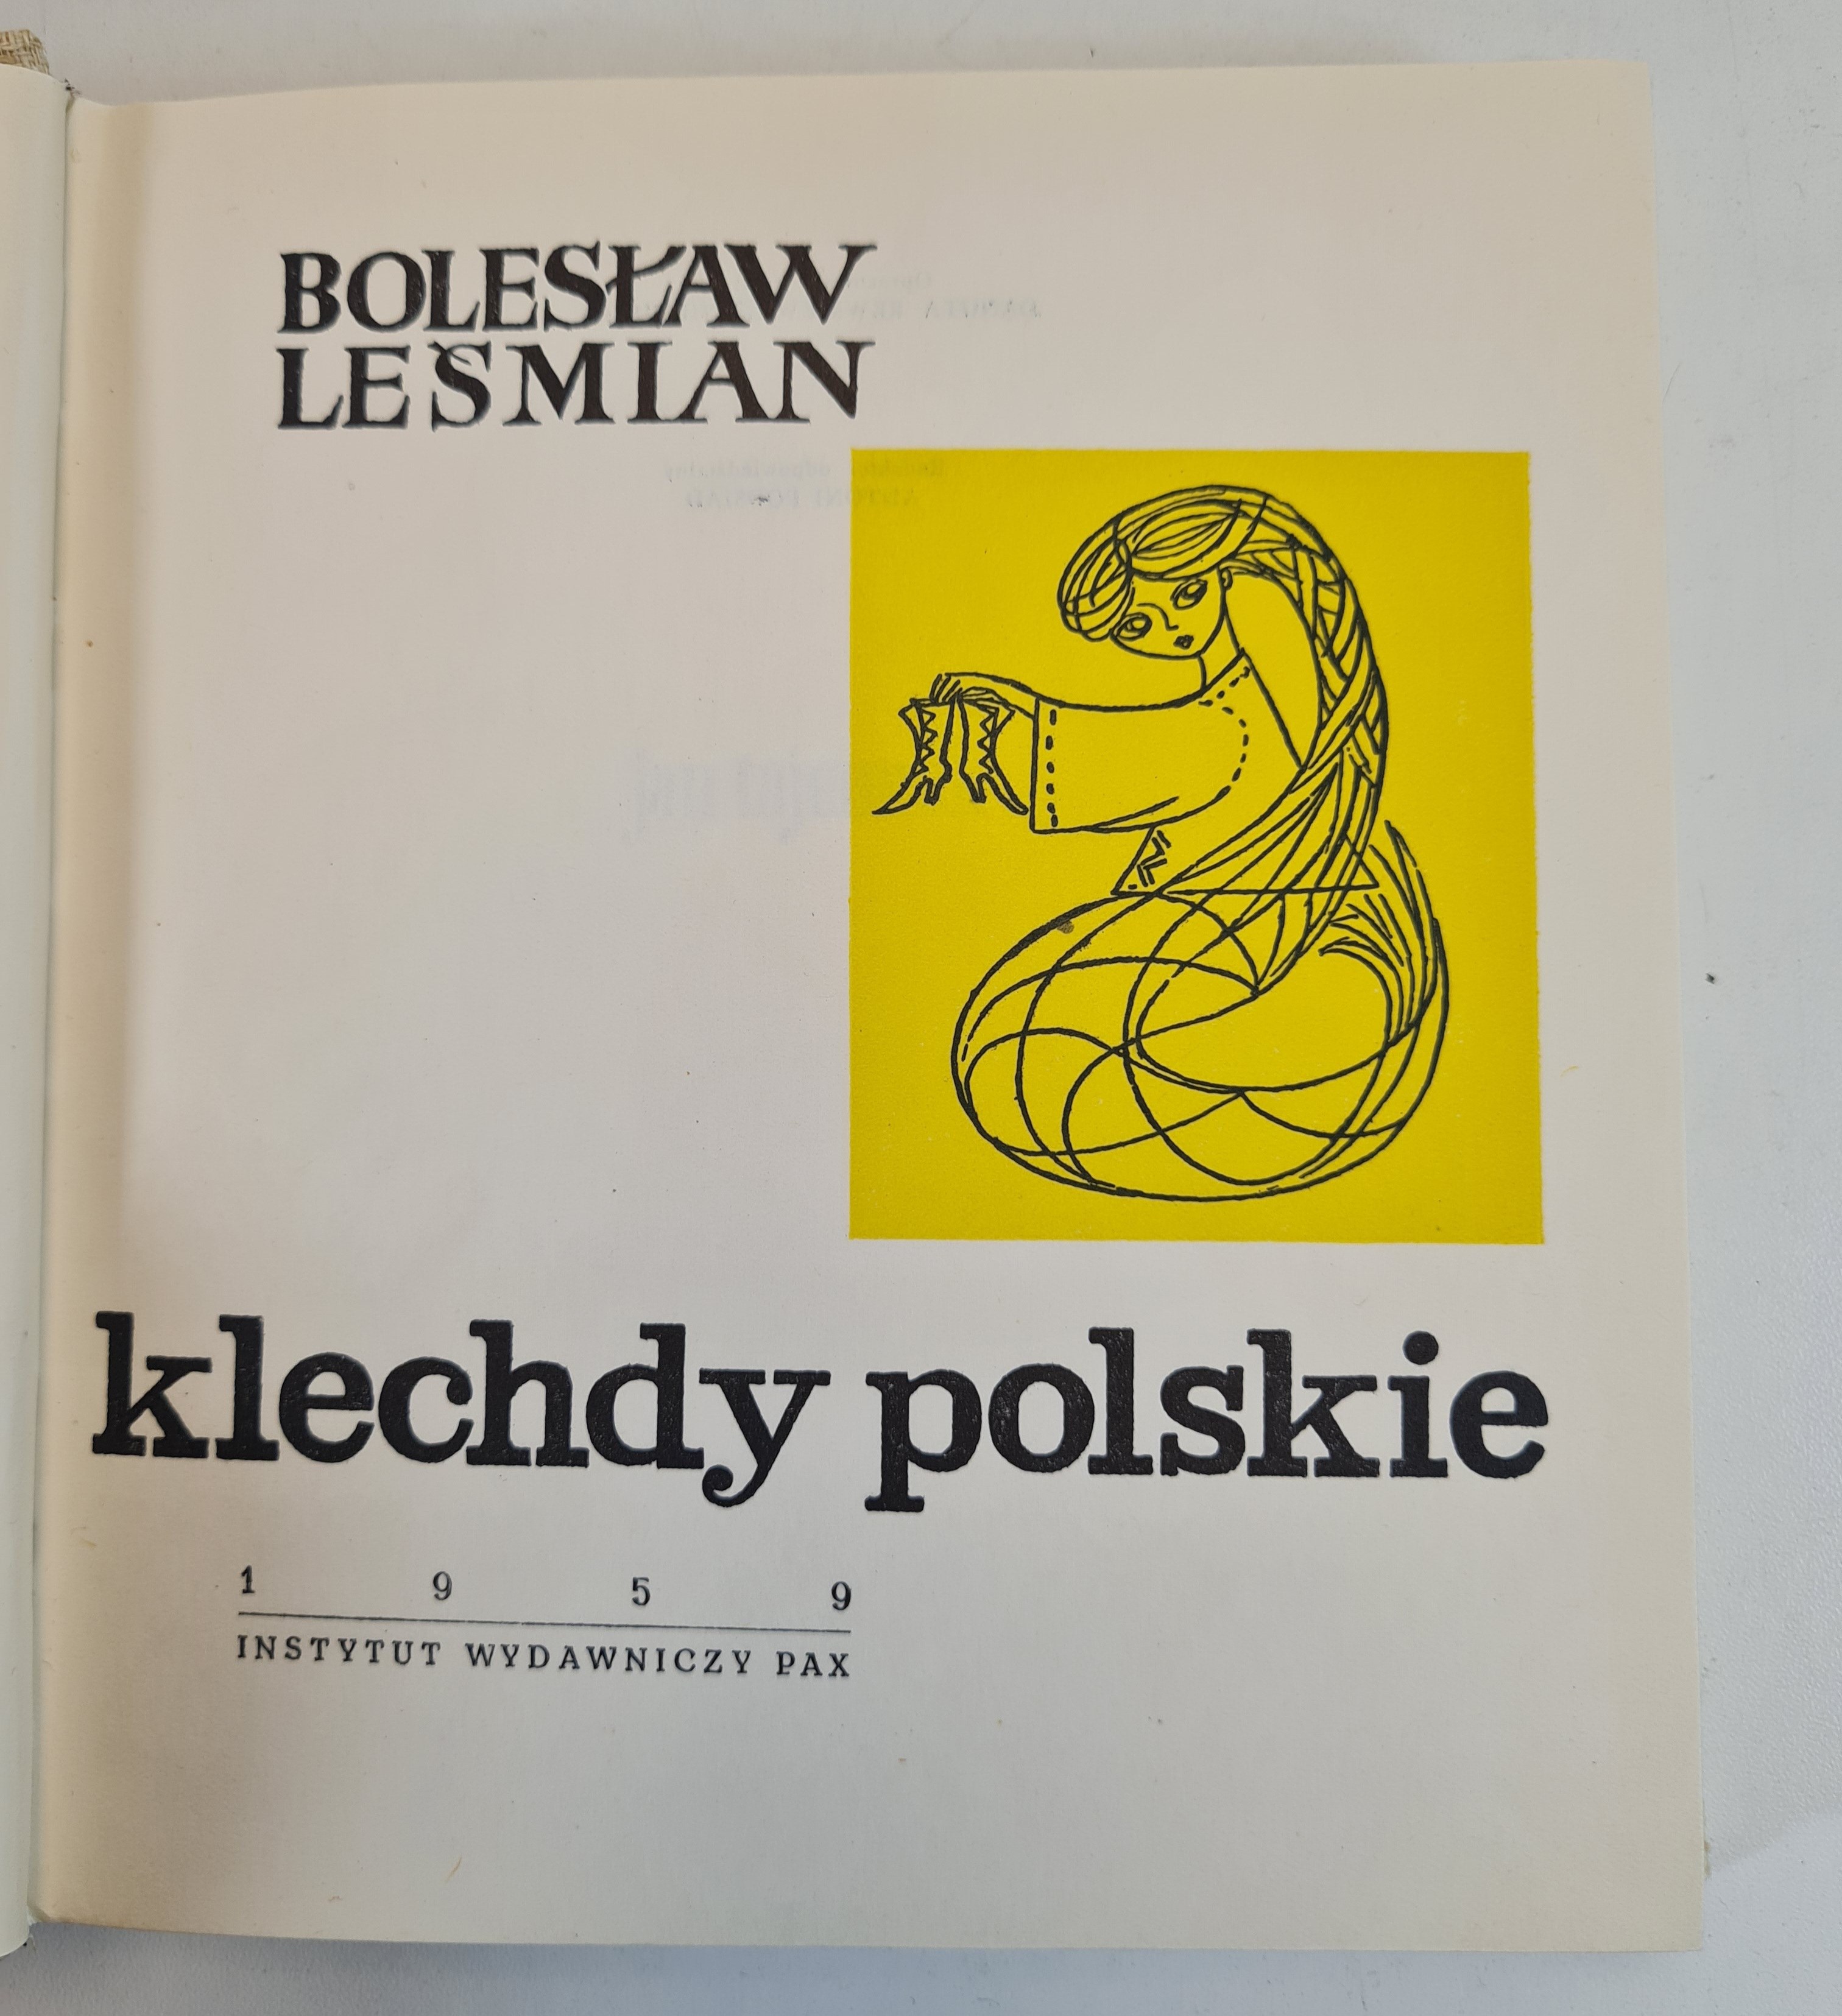 BOLESŁAW
LEŚMIAN
klechdy polskie
1 9 5 9
INSTYTUT WYDAWNICZY PAX